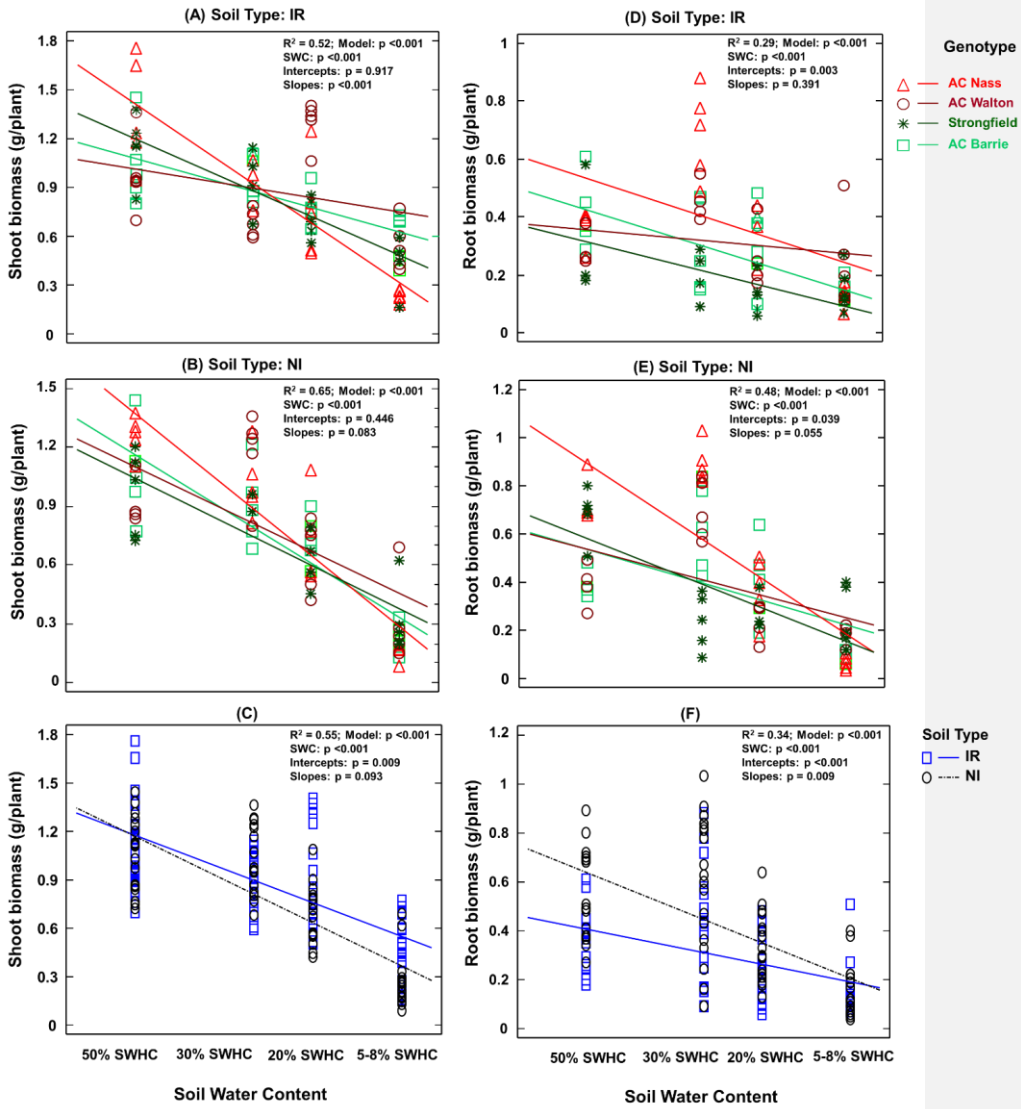 (A) Soil Type: IR
R² = 0.52; Model: p <0.001
SWC: p <0.001
Intercepts: p = 0.917
Slopes: p <0.001
Shoot biomass (g/plant)
1.8
1.5
1.2
0.9
0.6
0.3
0
(D) Soil Type: IR
R² = 0.29; Model: p <0.001
SWC: p <0.001
Intercepts: p = 0.003
Slopes: p = 0.391
Root biomass (g/plant)
1
0.8
0.6
0.4
0.2
0
Genotype
AC Nass
AC Walton
Strongfield
AC Barrie
(B) Soil Type: NI
R² = 0.65; Model: p <0.001
SWC: p <0.001
Intercepts: p = 0.446
Slopes: p = 0.083
Shoot biomass (g/plant)
1.5
1.2
0.9
0.6
0.3
0
(E) Soil Type: NI
R² = 0.48; Model: p <0.001
SWC: p <0.001
Intercepts: p = 0.039
Slopes: p = 0.055
Root biomass (g/plant)
1.2
1
0.8
0.6
0.4
0.2
0
(C)
R² = 0.55; Model: p <0.001
SWC: p <0.001
Intercepts: p = 0.009
Slopes: p = 0.093
Shoot biomass (g/plant)
1.8
1.5
1.2
0.9
0.6
0.3
0
50% SWHC
30% SWHC
20% SWHC
5-8% SWHC
Soil Water Content
(F)
R² = 0.34; Model: p <0.001
SWC: p <0.001
Intercepts: p <0.001
Slopes: p = 0.009
Root biomass (g/plant)
1.2
1
0.8
0.6
0.4
0.2
0
50% SWHC
30% SWHC
20% SWHC
5-8% SWHC
Soil Water Content
Soil Type
IR
NI